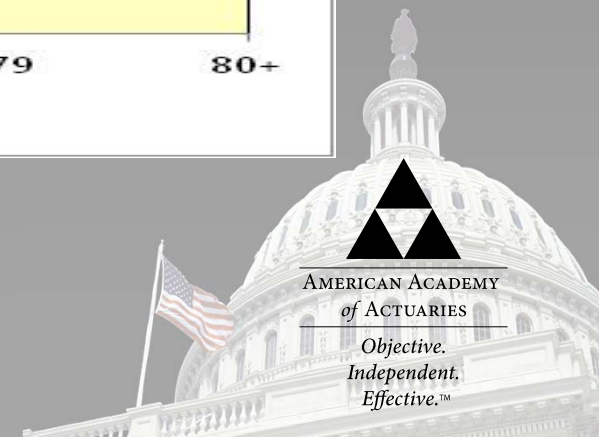 79 80+
AMERICAN ACADEMY
of ACTUARIES
Objective.
Independent.
Effective.™